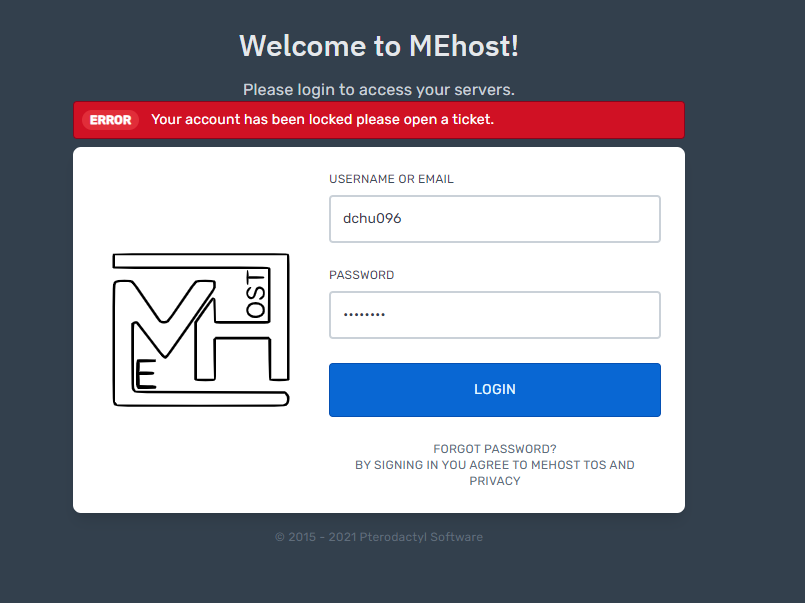 Welcome to MEhost!
Please login to access your servers.
ERROR Your account has been locked please open a ticket.
USERNAME OR EMAIL
dchu096
PASSWORD
••••••••
MH
OST
E
LOGIN
FORGOT PASSWORD?
BY SIGNING IN YOU AGREE TO MEHOST TOS AND
PRIVACY
© 2015 - 2021 Pterodactyl Software